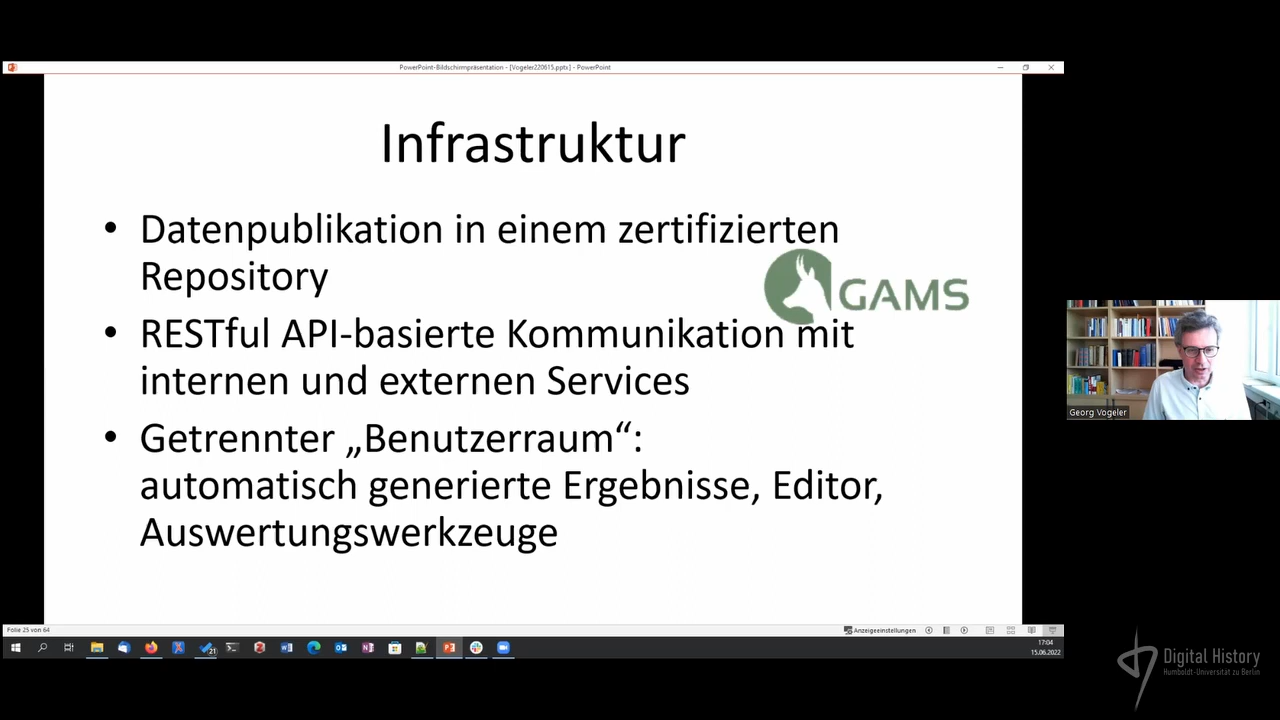 PowerPoint-Bildschirmpräsentation - [Vogeler220615.pptx] - PowerPoint
Infrastruktur
• Datenpublikation in einem zertifizierten
Repository
GAMS
• RESTful API-basierte Kommunikation mit
internen und externen Services
• Getrennter „Benutzerraum“:
automatisch generierte Ergebnisse, Editor,
Auswertungswerkzeuge
Georg Vogeler
Folie 25 von 64
Anzeigeeinstellungen
21
17:04
15.06.2022
Digital History
Humboldt-Universität zu Berlin